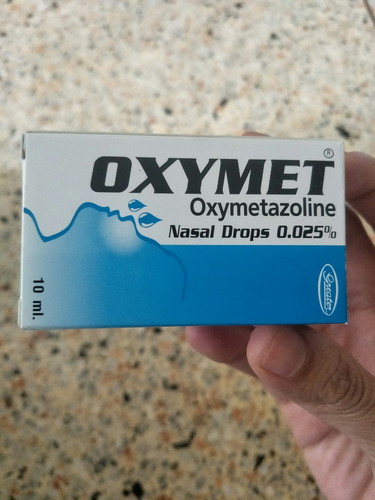 OXYMET®
Oxymetazoline
Nasal Drops 0.025%
10 ml.
Greater